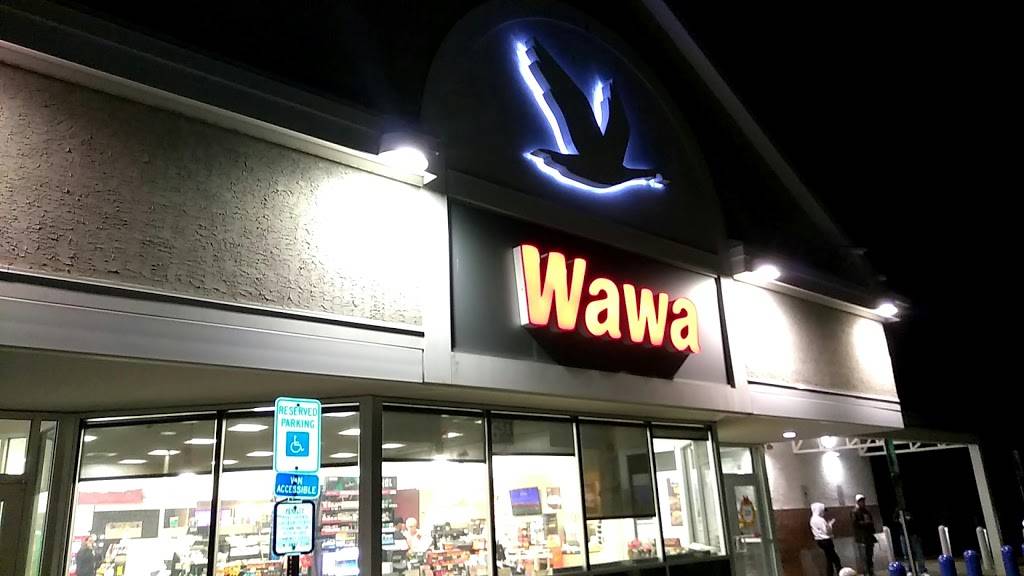 Wawa
RESERVED
PARKING
VAN
ACCESSIBLE